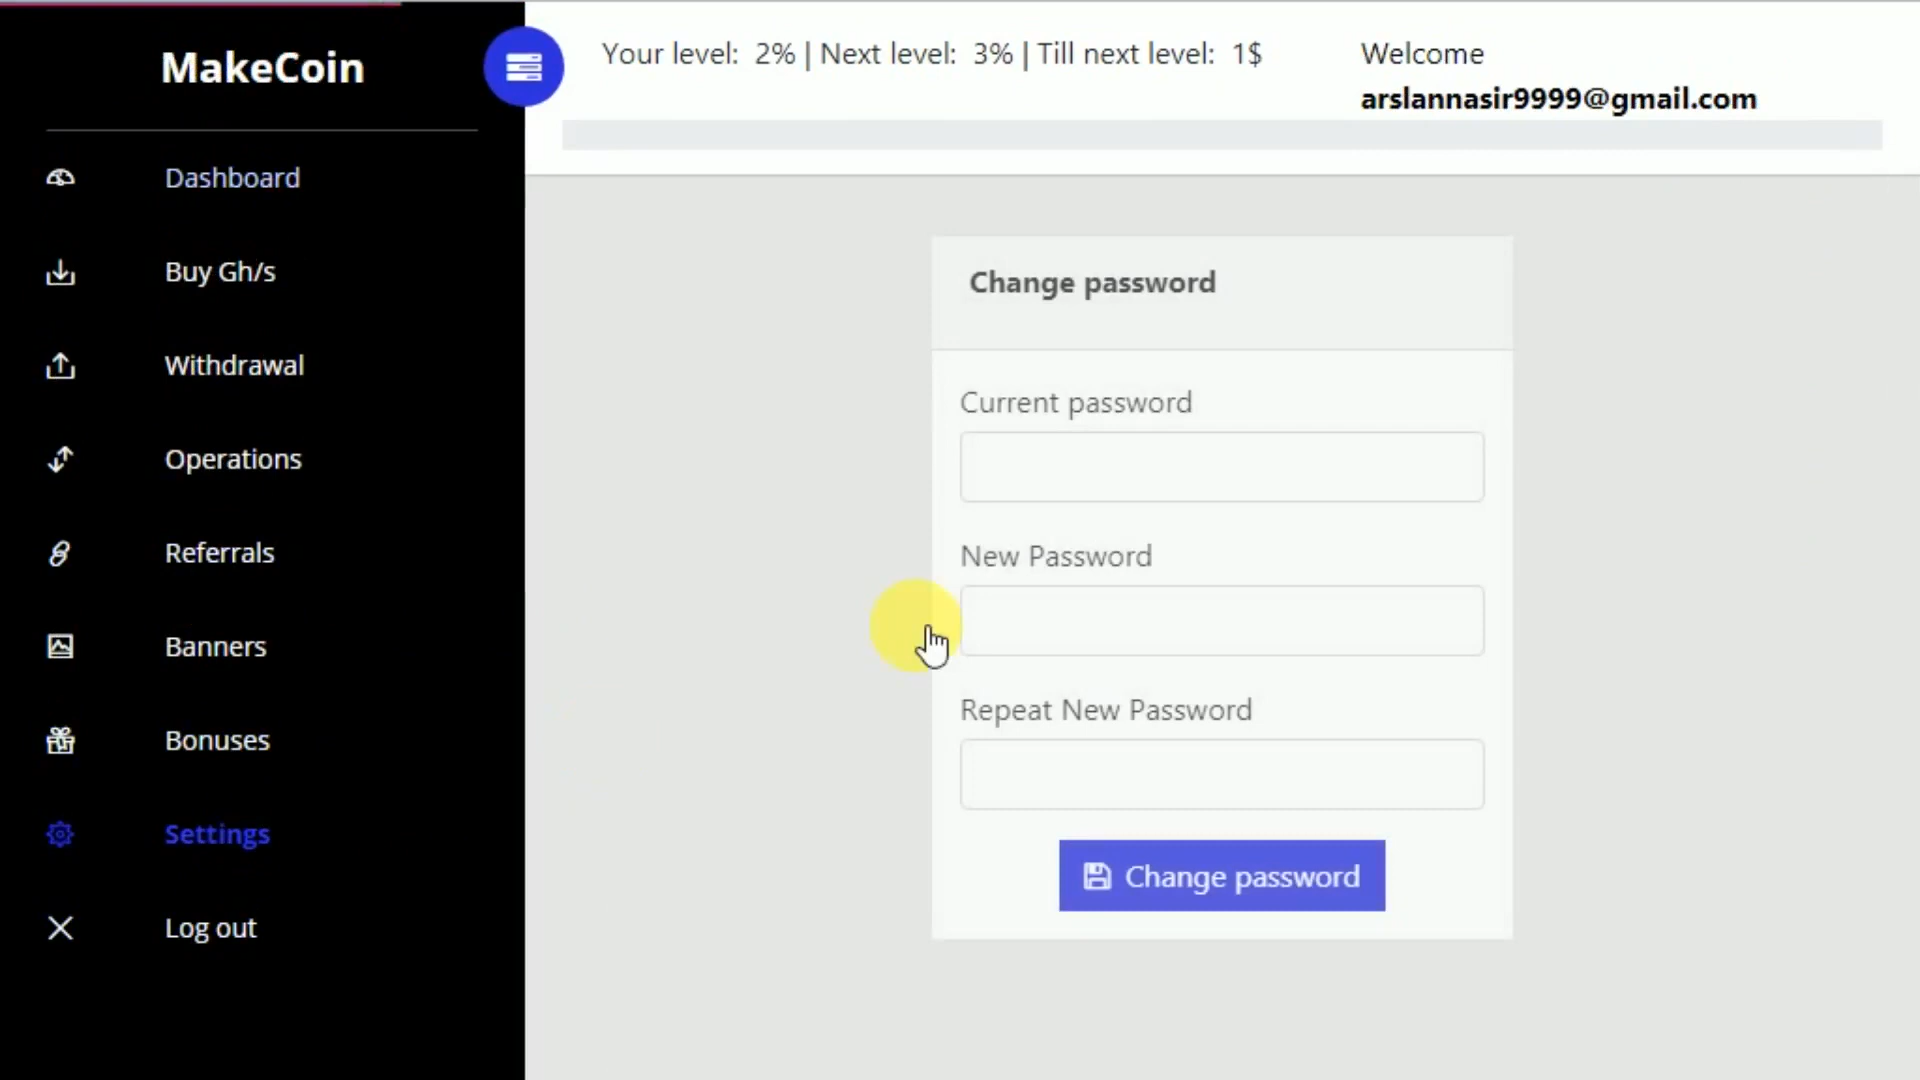 MakeCoin
Dashboard
Buy Gh/s
Withdrawal
Operations
Referrals
Banners
Bonuses
Settings
Log out
Your level: 2% | Next level: 3% | Till next level: 1$
Welcome
arslannasir9999@gmail.com
Change password
Current password
New Password
Repeat New Password
Change password